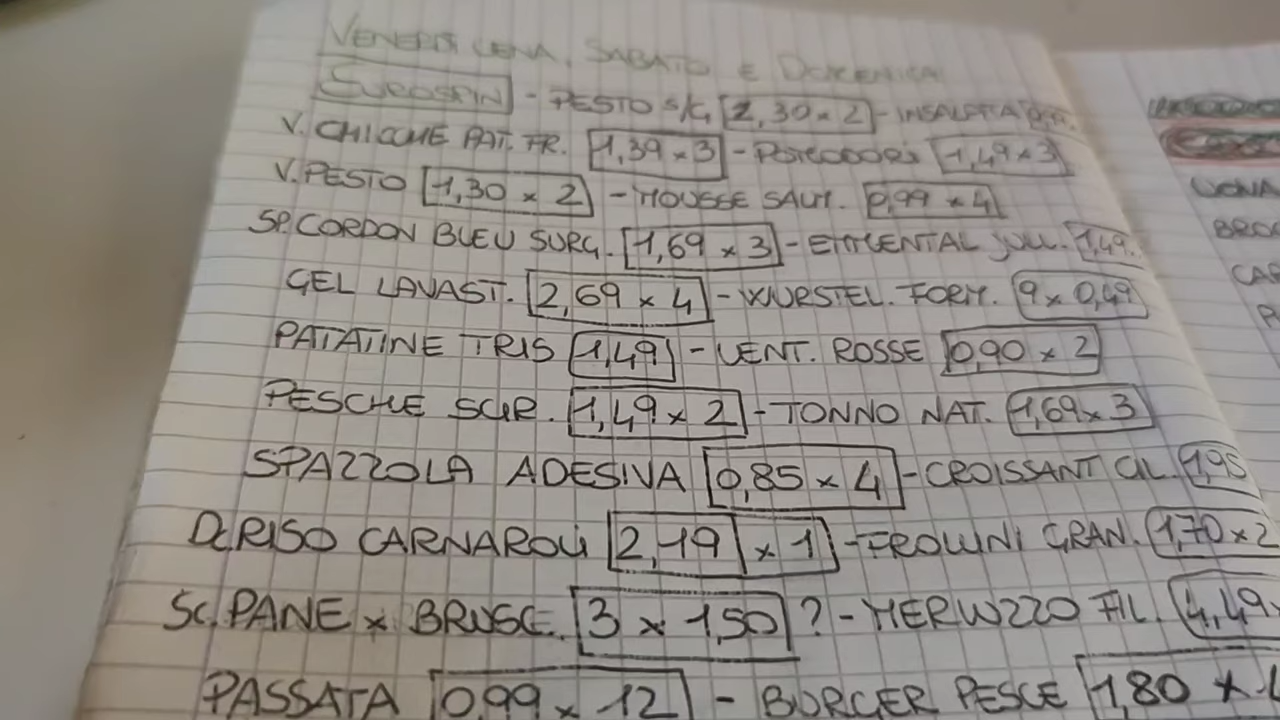 VENERDÌ CENA, SABATO E DOMENICA
EUROSPIN - PESTO S/G, 2,30 x 2 - INSALATA
V. CHICCHE PAT. FR. 1,39 x 3 - POMODORI 1,49 x 3
V. PESTO 1,30 x 2 - MOUSSE SALM. 0,99 x 4
SP. CORDON BLEU SURG. 1,69 x 3 - EMMENTAL JULL. 1,49
GEL LAVAST. 2,69 x 4 - WURSTEL. FORM. 9 x 0,49
PATATINE TRIS 1,49 - LENT. ROSSE 0,90 x 2
PESCHE SCIR. 1,49 x 2 - TONNO NAT. 1,69 x 3
SPAZZOLA ADESIVA 0,85 x 4 - CROISSANT CIL. 1,95
D. RISO CARNAROLI 2,19 x 1 - FROLLINI GRAN. 1,70 x 2
SC. PANE x BRUSC. 3 x 1,50 ? - MERLUZZO FIL. 4,49
PASSATA 0,99 x 12 - BURGER PESCE 1,80 x